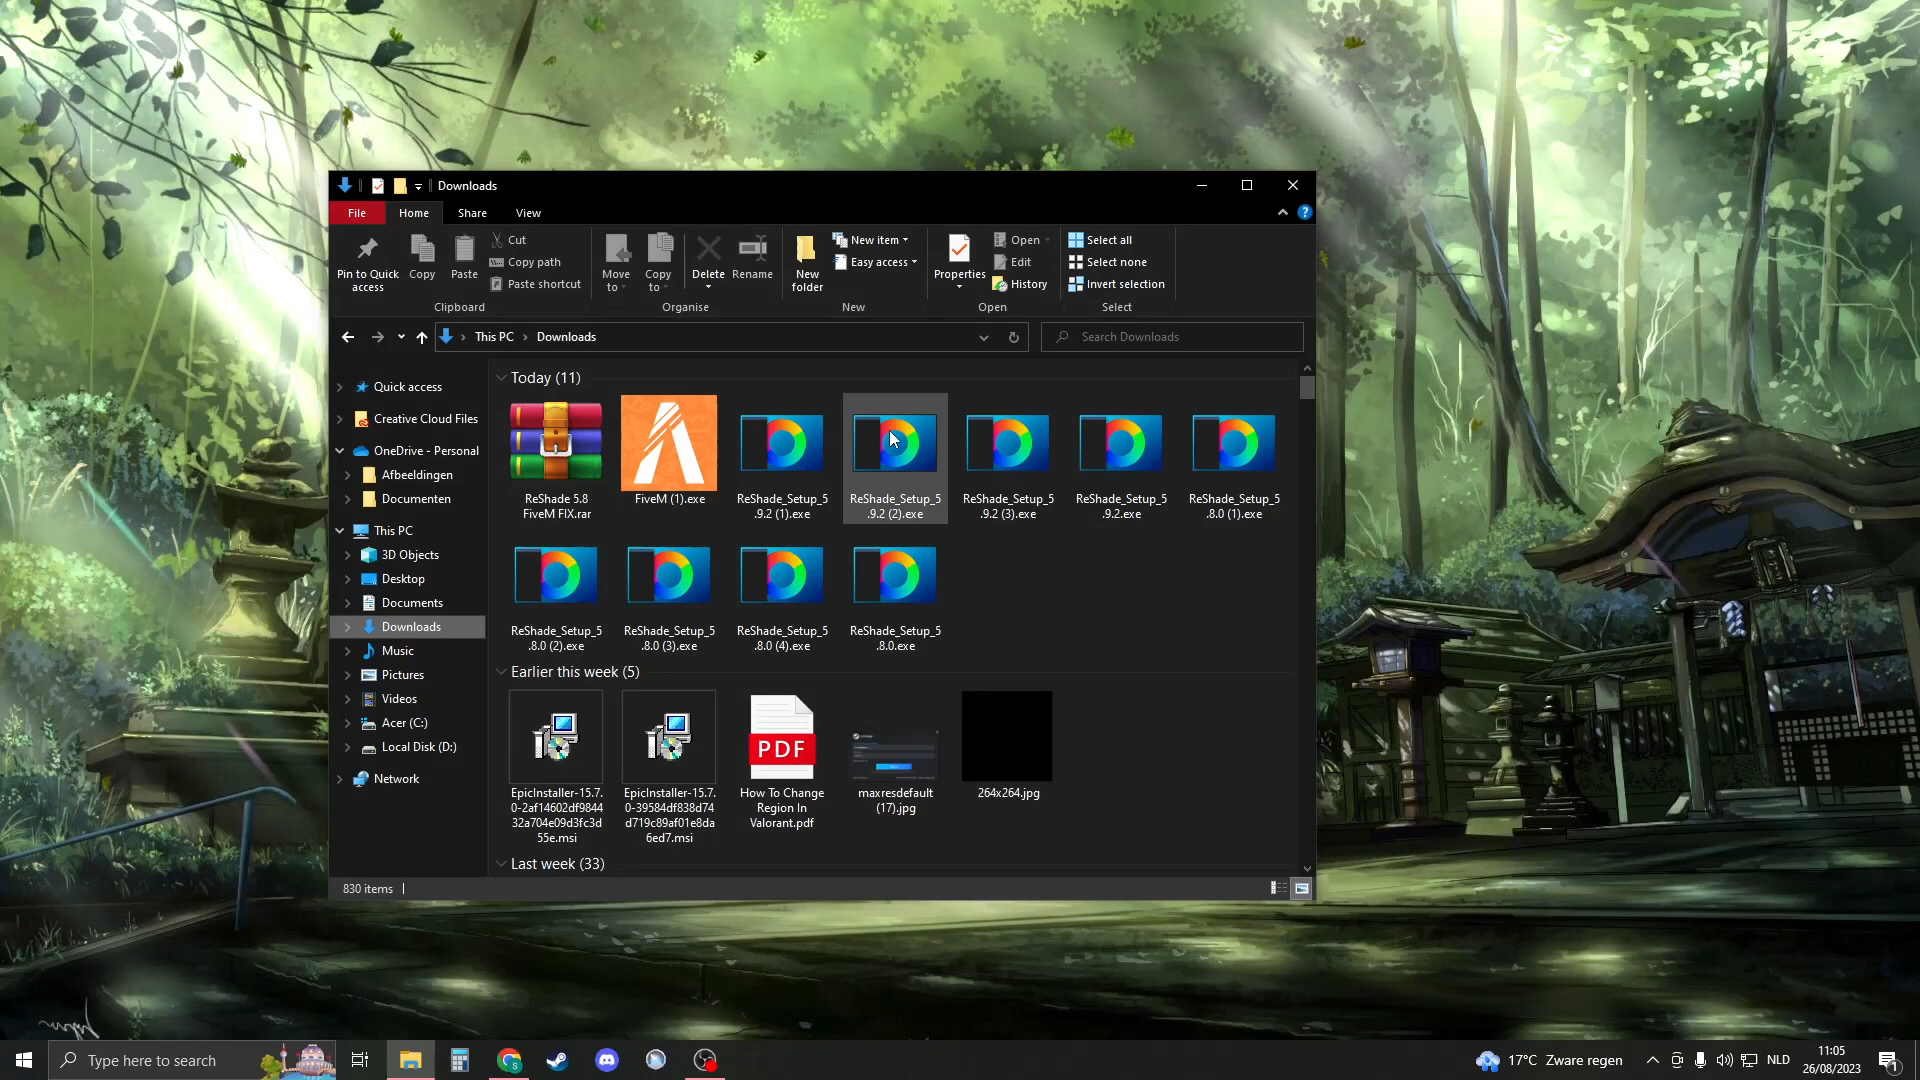 Downloads
File
Home
Share
View
Pin to Quick
access
Copy
Paste
Cut
Copy path
Paste shortcut
Move
to
Copy
to
Delete
Rename
New
folder
New item
Easy access
Properties
Open
Edit
History
Select all
Select none
Invert selection
Clipboard
Organise
New
Open
Select
This PC
Downloads
Search Downloads
Quick access
Creative Cloud Files
OneDrive - Personal
Afbeeldingen
Documenten
This PC
3D Objects
Desktop
Documents
Downloads
Music
Pictures
Videos
Acer (C:)
Local Disk (D:)
Network
Today (11)
ReShade 5.8
FiveM FIX.rar
FiveM (1).exe
ReShade_Setup_5
.9.2 (1).exe
ReShade_Setup_5
.9.2 (2).exe
ReShade_Setup_5
.9.2 (3).exe
ReShade_Setup_5
.9.2.exe
ReShade_Setup_5
.8.0 (1).exe
ReShade_Setup_5
.8.0 (2).exe
ReShade_Setup_5
.8.0 (3).exe
ReShade_Setup_5
.8.0 (4).exe
ReShade_Setup_5
.8.0.exe
Earlier this week (5)
EpicInstaller-15.7.
0-2af14602df9844
32a704e09d3fc3d
55e.msi
EpicInstaller-15.7.
0-39584df838d74
d719c89af01e8da
6ed7.msi
PDF
How To Change
Region In
Valorant.pdf
maxresdefault
(17).jpg
264x264.jpg
Last week (33)
830 items
Type here to search
17°C Zware regen
NLD
11:05
26/08/2023
1